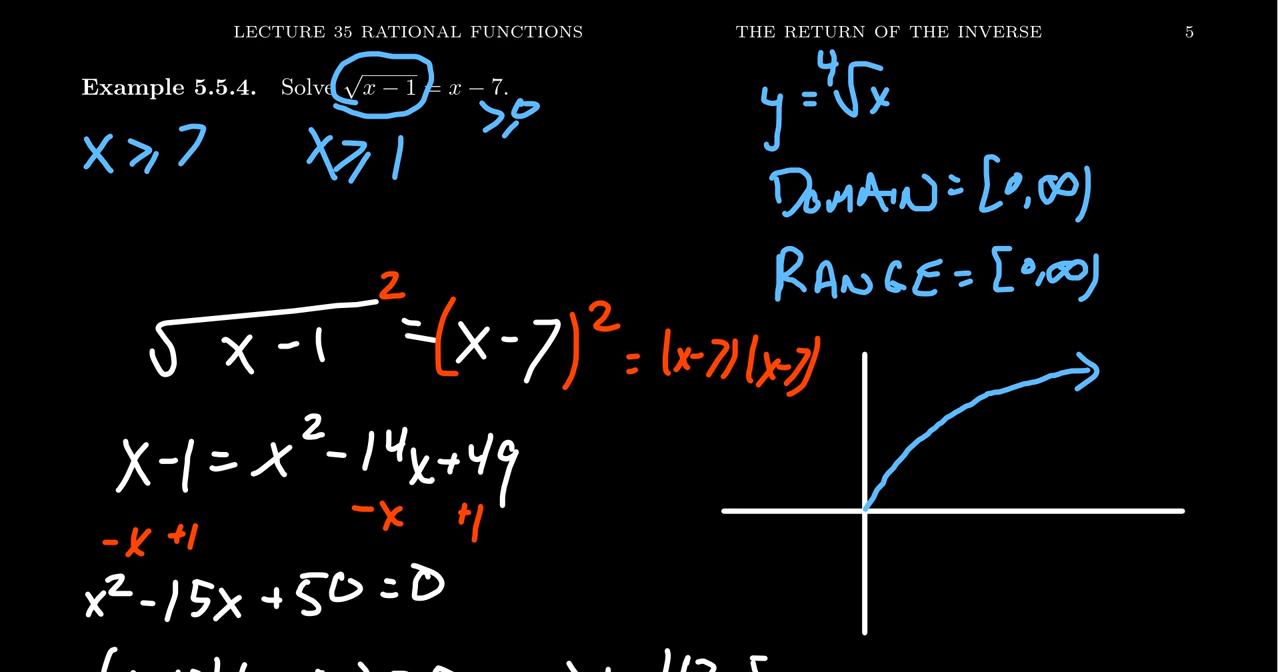 LECTURE 35 RATIONAL FUNCTIONS THE RETURN OF THE INVERSE 5
Example 5.5.4. Solve √(x − 1) = x − 7.
≥0
x ≥ 7 x ≥ 1
y = ⁴√x
DOMAIN = [0,∞)
RANGE = [0,∞)
√(x-1)² = (x-7)² = (x-7)(x-7)
x-1 = x² - 14x + 49
-x +1 -x +1
x² - 15x + 50 = 0